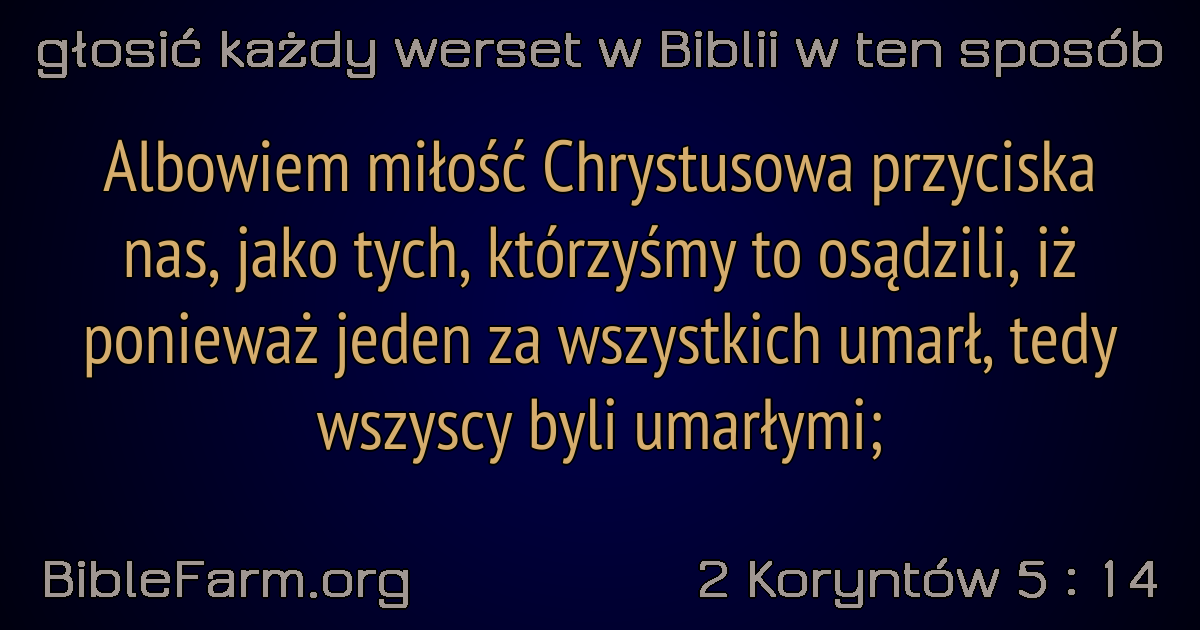 głosić każdy werset w Biblii w ten sposób
Albowiem miłość Chrystusowa przyciska
nas, jako tych, którzyśmy to osądzili, iż
ponieważ jeden za wszystkich umarł, tedy
wszyscy byli umarłymi;
BibleFarm.org
2 Koryntów 5 : 14